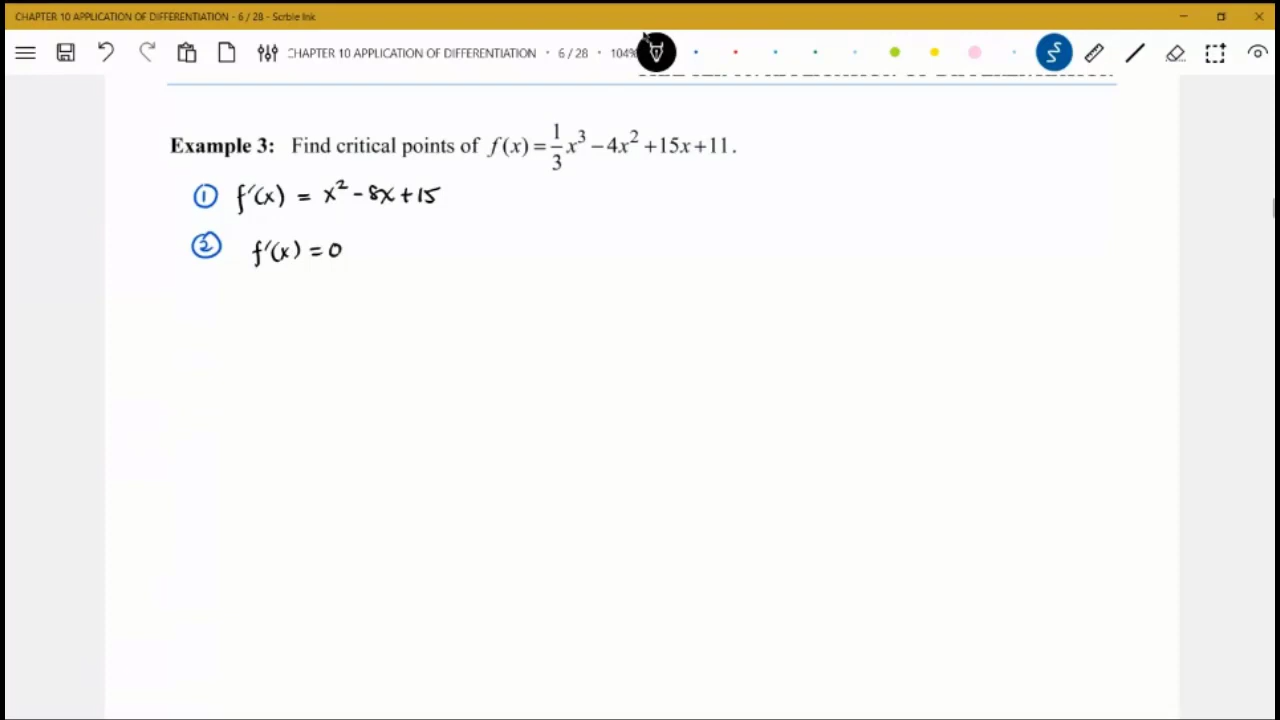 CHAPTER 10 APPLICATION OF DIFFERENTIATION - 6 / 28 - Scrble Ink
CHAPTER 10 APPLICATION OF DIFFERENTIATION • 6 / 28 • 104%
Example 3: Find critical points of f(x) = 1/3 x³ − 4x² + 15x + 11.
① f′(x) = x² − 8x + 15
② f′(x) = 0